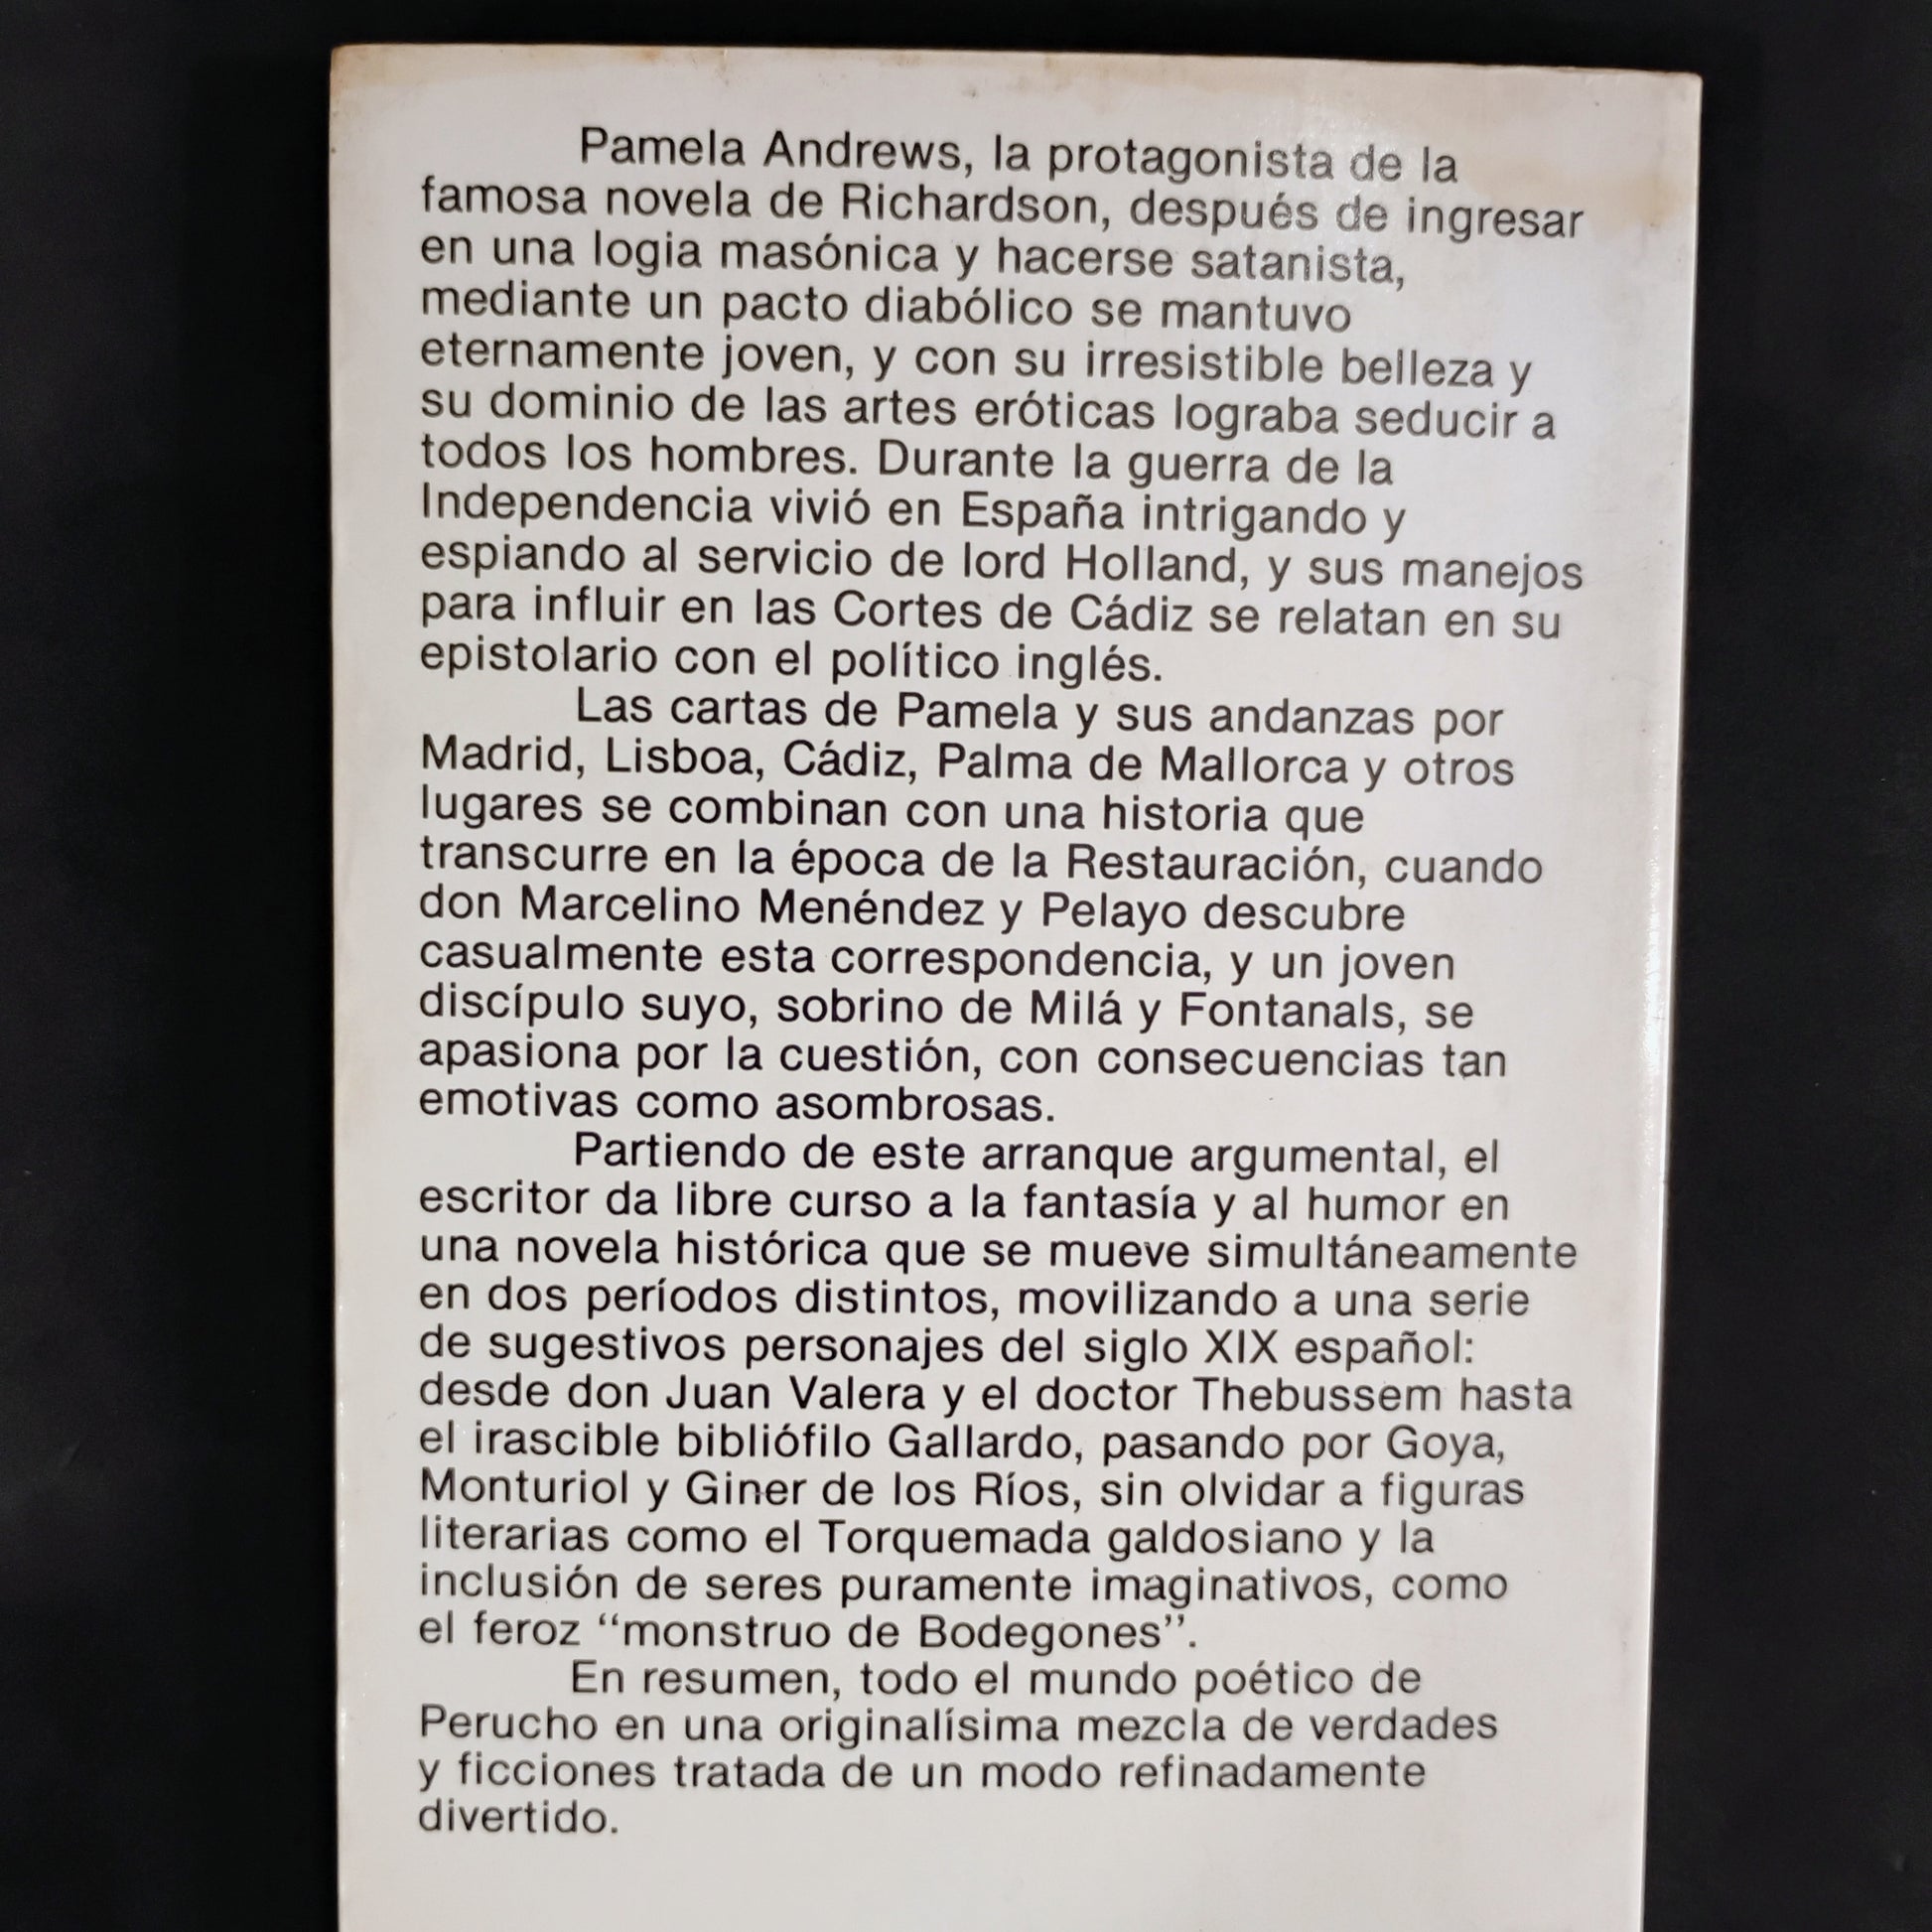 Pamela Andrews, la protagonista de la
famosa novela de Richardson, después de ingresar
en una logia masónica y hacerse satanista,
mediante un pacto diabólico se mantuvo
eternamente joven, y con su irresistible belleza y
su dominio de las artes eróticas lograba seducir a
todos los hombres. Durante la guerra de la
Independencia vivió en España intrigando y
espiando al servicio de lord Holland, y sus manejos
para influir en las Cortes de Cádiz se relatan en su
epistolario con el político inglés.
Las cartas de Pamela y sus andanzas por
Madrid, Lisboa, Cádiz, Palma de Mallorca y otros
lugares se combinan con una historia que
transcurre en la época de la Restauración, cuando
don Marcelino Menéndez y Pelayo descubre
casualmente esta correspondencia, y un joven
discípulo suyo, sobrino de Milá y Fontanals, se
apasiona por la cuestión, con consecuencias tan
emotivas como asombrosas.
Partiendo de este arranque argumental, el
escritor da libre curso a la fantasía y al humor en
una novela histórica que se mueve simultáneamente
en dos períodos distintos, movilizando a una serie
de sugestivos personajes del siglo XIX español:
desde don Juan Valera y el doctor Thebussem hasta
el irascible bibliófilo Gallardo, pasando por Goya,
Monturiol y Giner de los Ríos, sin olvidar a figuras
literarias como el Torquemada galdosiano y la
inclusión de seres puramente imaginativos, como
el feroz “monstruo de Bodegones”.
En resumen, todo el mundo poético de
Perucho en una originalísima mezcla de verdades
y ficciones tratada de un modo refinadamente
divertido.